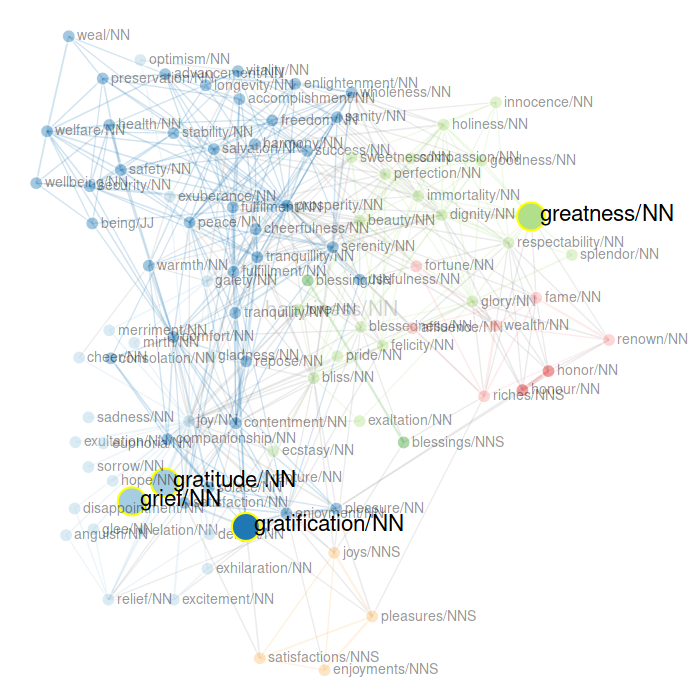 weal/NN
optimism/NN
preservation/NN
advancement/NN
vitality/NN
longevity/NN
enlightenment/NN
wholeness/NN
accomplishment/NN
innocence/NN
welfare/NN
health/NN
stability/NN
freedom/NN
sanity/NN
holiness/NN
salvation/NN
harmony/NN
success/NN
sweetness/NN
compassion/NN
goodness/NN
safety/NN
perfection/NN
wellbeing/NN
security/NN
exuberance/NN
immortality/NN
being/JJ
peace/NN
fulfilment/NN
prosperity/NN
beauty/NN
dignity/NN
greatness/NN
cheerfulness/NN
serenity/NN
respectability/NN
splendor/NN
warmth/NN
tranquillity/NN
fulfillment/NN
gaiety/NN
blessing/NN
usefulness/NN
fortune/NN
tranquility/NN
love/NN
glory/NN
fame/NN
merriment/NN
mirth/NN
comfort/NN
blessedness/NN
affluence/NN
wealth/NN
renown/NN
cheer/NN
consolation/NN
gladness/NN
repose/NN
pride/NN
felicity/NN
bliss/NN
honor/NN
honour/NN
riches/NNS
sadness/NN
joy/NN
contentment/NN
exaltation/NN
exultation/NN
euphoria/NN
companionship/NN
ecstasy/NN
blessings/NNS
sorrow/NN
hope/NN
gratitude/NN
grief/NN
solace/NN
satisfaction/NN
disappointment/NN
enjoyment/NN
pleasure/NN
anguish/NN
glee/NN
elation/NN
gratification/NN
joys/NNS
exhilaration/NN
relief/NN
excitement/NN
pleasures/NNS
satisfactions/NNS
enjoyments/NNS